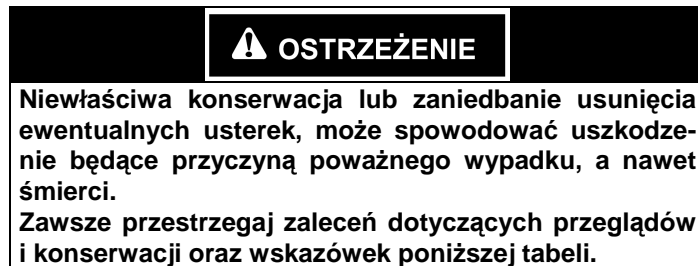 OSTRZEŻENIE
Niewłaściwa konserwacja lub zaniedbanie usunięcia
ewentualnych usterek, może spowodować uszkodze-
nie będące przyczyną poważnego wypadku, a nawet
śmierci.
Zawsze przestrzegaj zaleceń dotyczących przeglądów
i konserwacji oraz wskazówek poniższej tabeli.